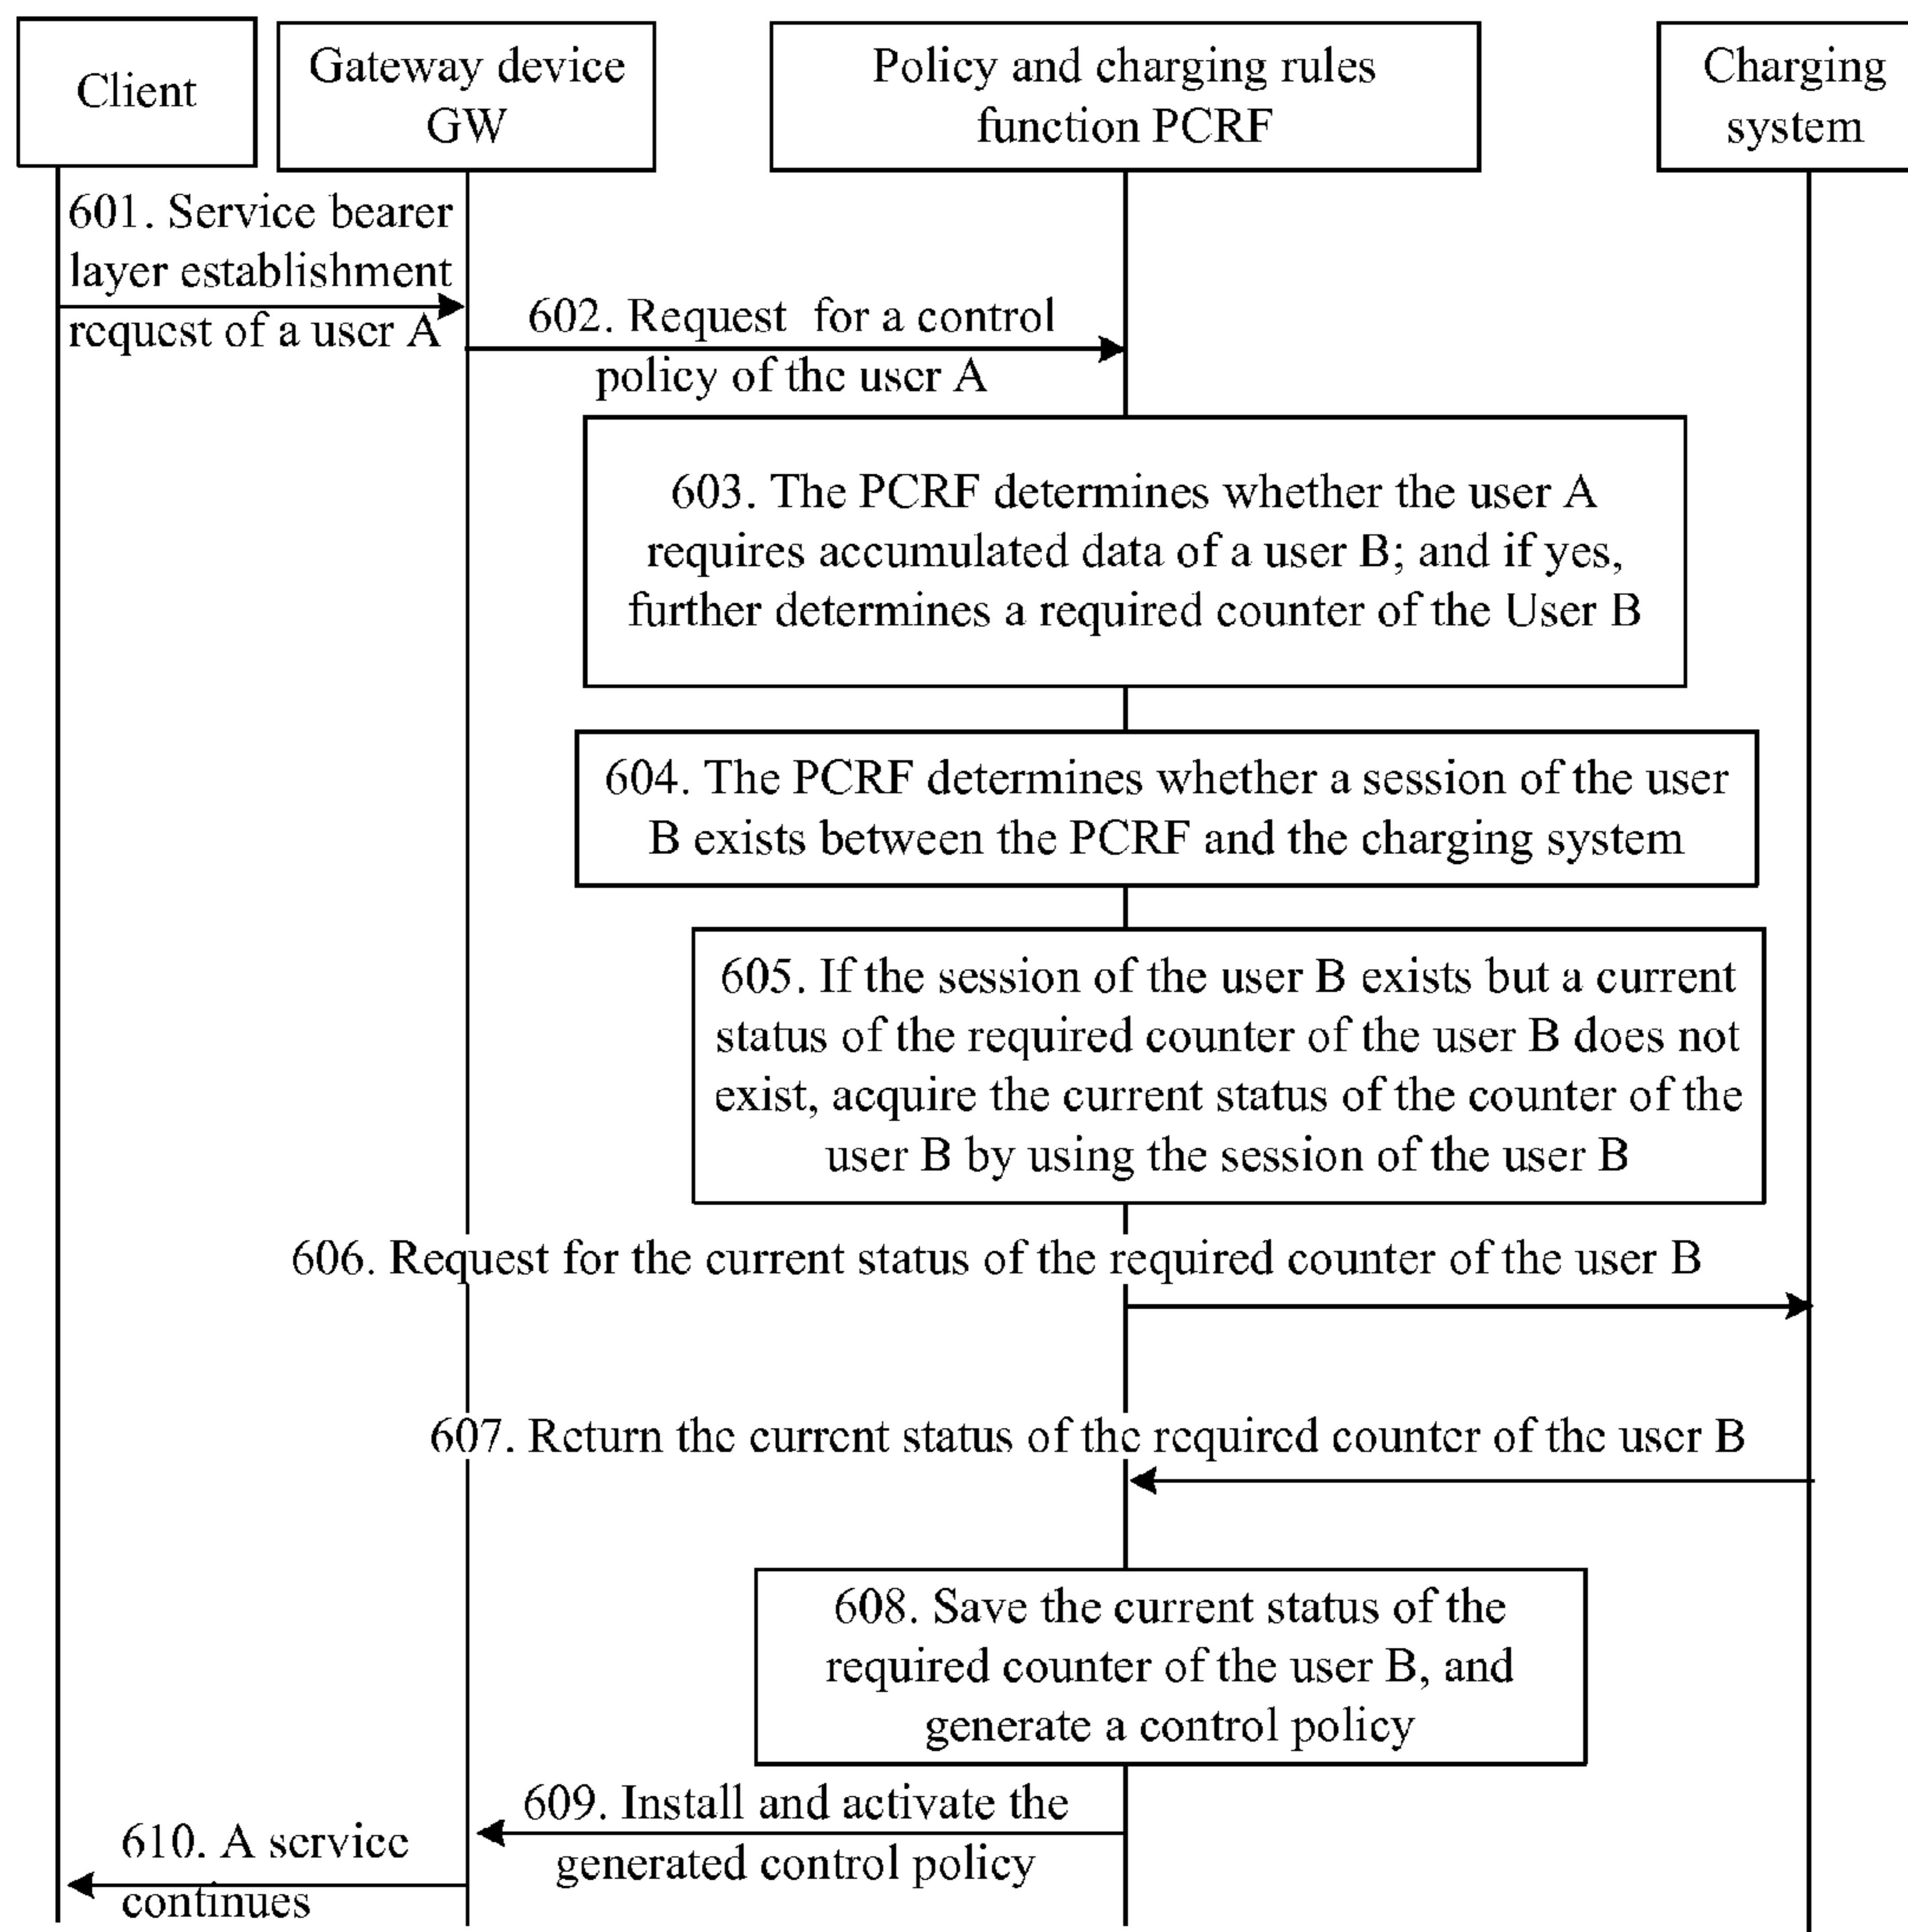 Client
Gateway device
GW
Policy and charging rules
function PCRF
Charging
system
601. Service bearer
layer establishment
request of a user A
602. Request for a control
policy of the user A
603. The PCRF determines whether the user A
requires accumulated data of a user B; and if yes,
further determines a required counter of the User B
604. The PCRF determines whether a session of the user
B exists between the PCRF and the charging system
605. If the session of the user B exists but a current
status of the required counter of the user B does not
exist, acquire the current status of the counter of the
user B by using the session of the user B
606. Request for the current status of the required counter of the user B
607. Return the current status of the required counter of the user B
608. Save the current status of the
required counter of the user B, and
generate a control policy
609. Install and activate the
generated control policy
610. A service
continues